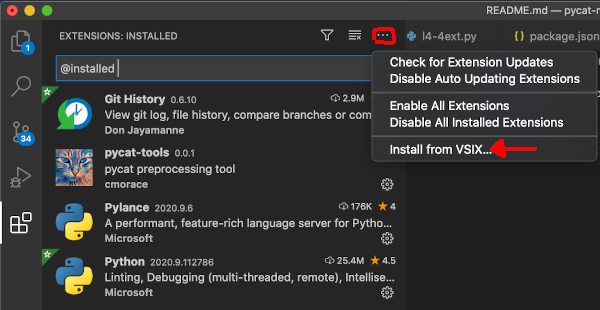 README.md — pycat-
EXTENSIONS: INSTALLED
l4-4ext.py
package.json
@installed
Check for Extension Updates
Disable Auto Updating Extensions
Enable All Extensions
Disable All Installed Extensions
Install from VSIX...
1
34
Git History 0.6.10 2.9M
View git log, file history, compare branches or com
Don Jayamanne
pycat-tools 0.0.1
pycat preprocessing tool
cmorace
Pylance 2020.9.6 176K ★ 4
A performant, feature-rich language server for Pytho...
Microsoft
Python 2020.9.112786 25.4M ★ 4.5
Linting, Debugging (multi-threaded, remote), Intellise...
Microsoft